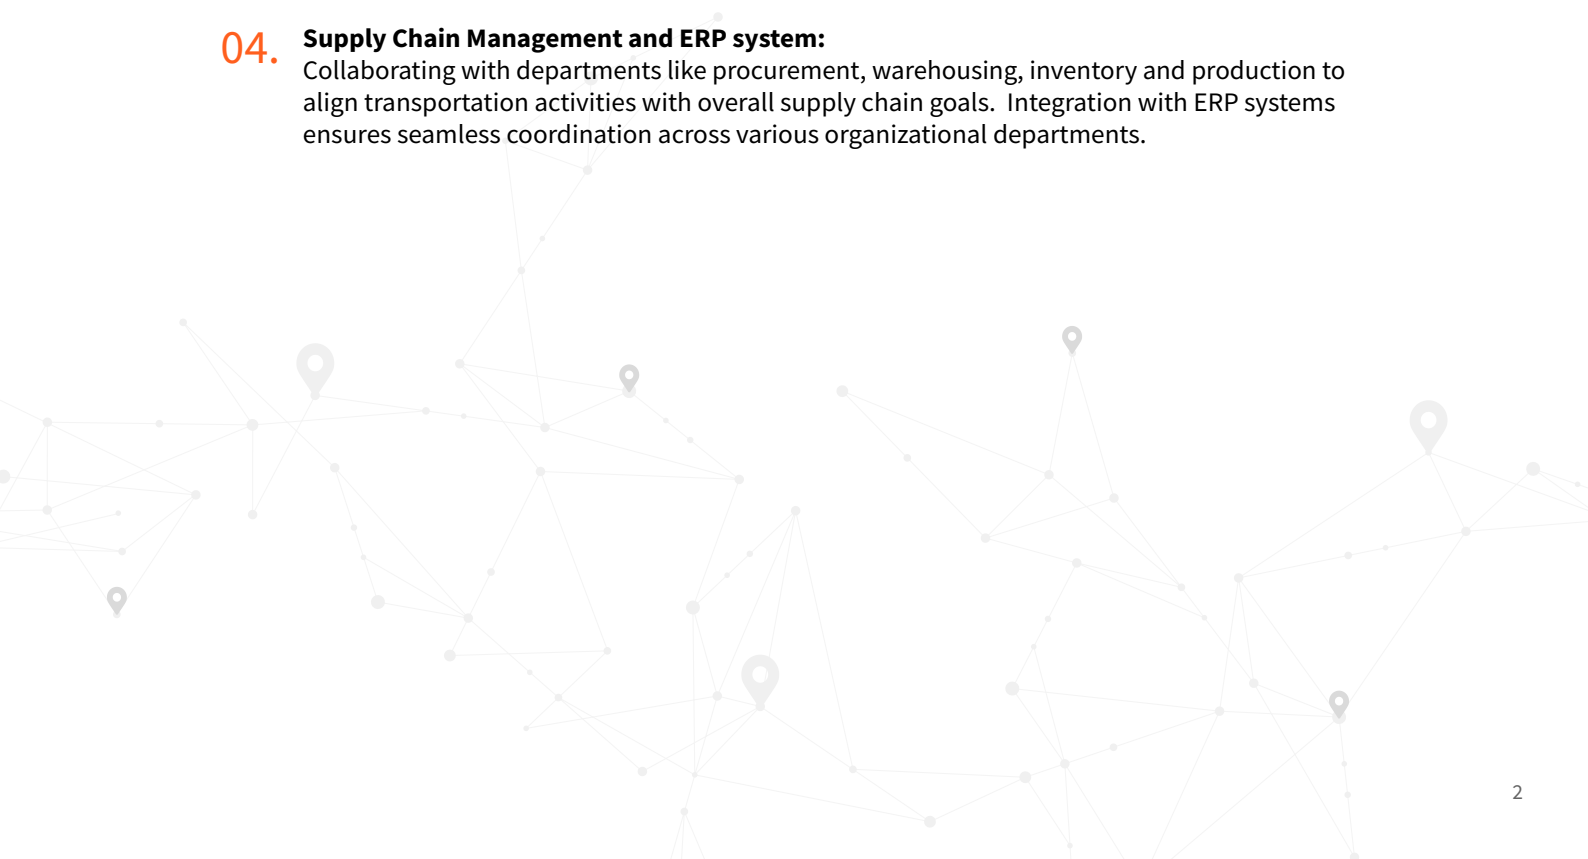 04.
Supply Chain Management and ERP system:
Collaborating with departments like procurement, warehousing, inventory and production to
align transportation activities with overall supply chain goals.  Integration with ERP systems
ensures seamless coordination across various organizational departments.
2